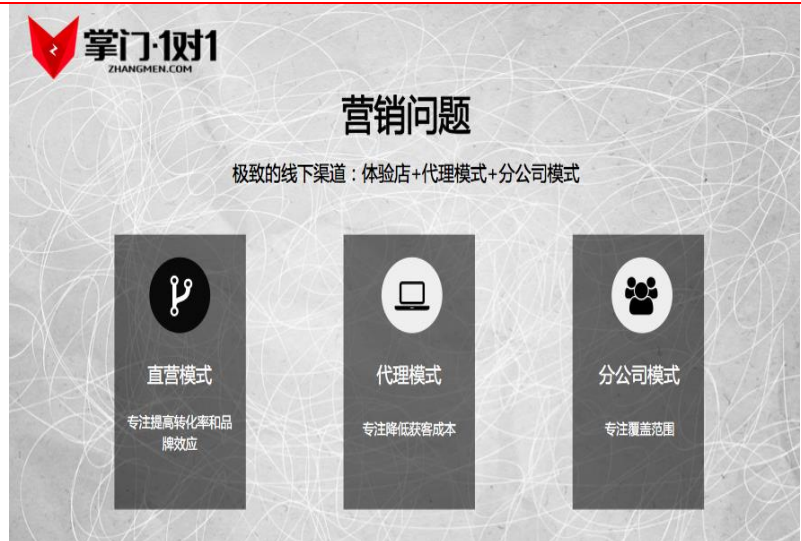 掌门·1对1
ZHANGMEN.COM
营销问题
极致的线下渠道：体验店+代理模式+分公司模式
直营模式
专注提高转化率和品
牌效应
代理模式
专注降低获客成本
分公司模式
专注覆盖范围